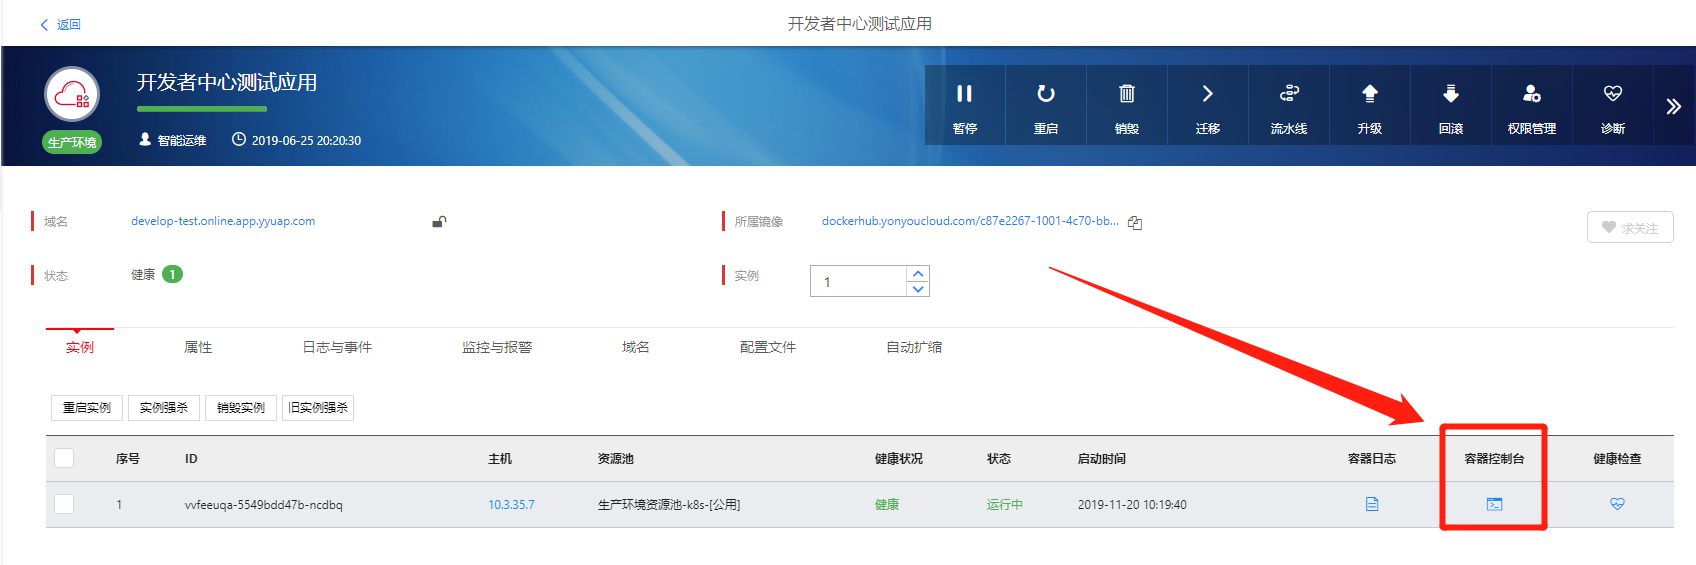 返回
开发者中心测试应用
开发者中心测试应用
生产环境
智能运维 2019-06-25 20:20:30
暂停 重启 销毁 迁移 流水线 升级 回滚 权限管理 诊断
域名 develop-test.online.app.yyuap.com 所属镜像 dockerhub.yonyoucloud.com/c87e2267-1001-4c70-bb... 求关注
状态 健康 1 实例 1
实例 属性 日志与事件 监控与报警 域名 配置文件 自动扩缩
重启实例 实例强杀 销毁实例 旧实例强杀
序号 ID 主机 资源池 健康状况 状态 启动时间 容器日志 容器控制台 健康检查
1 vvfeeuqa-5549bdd47b-ncdbq 10.3.35.7 生产环境资源池-k8s-[公用] 健康 运行中 2019-11-20 10:19:40